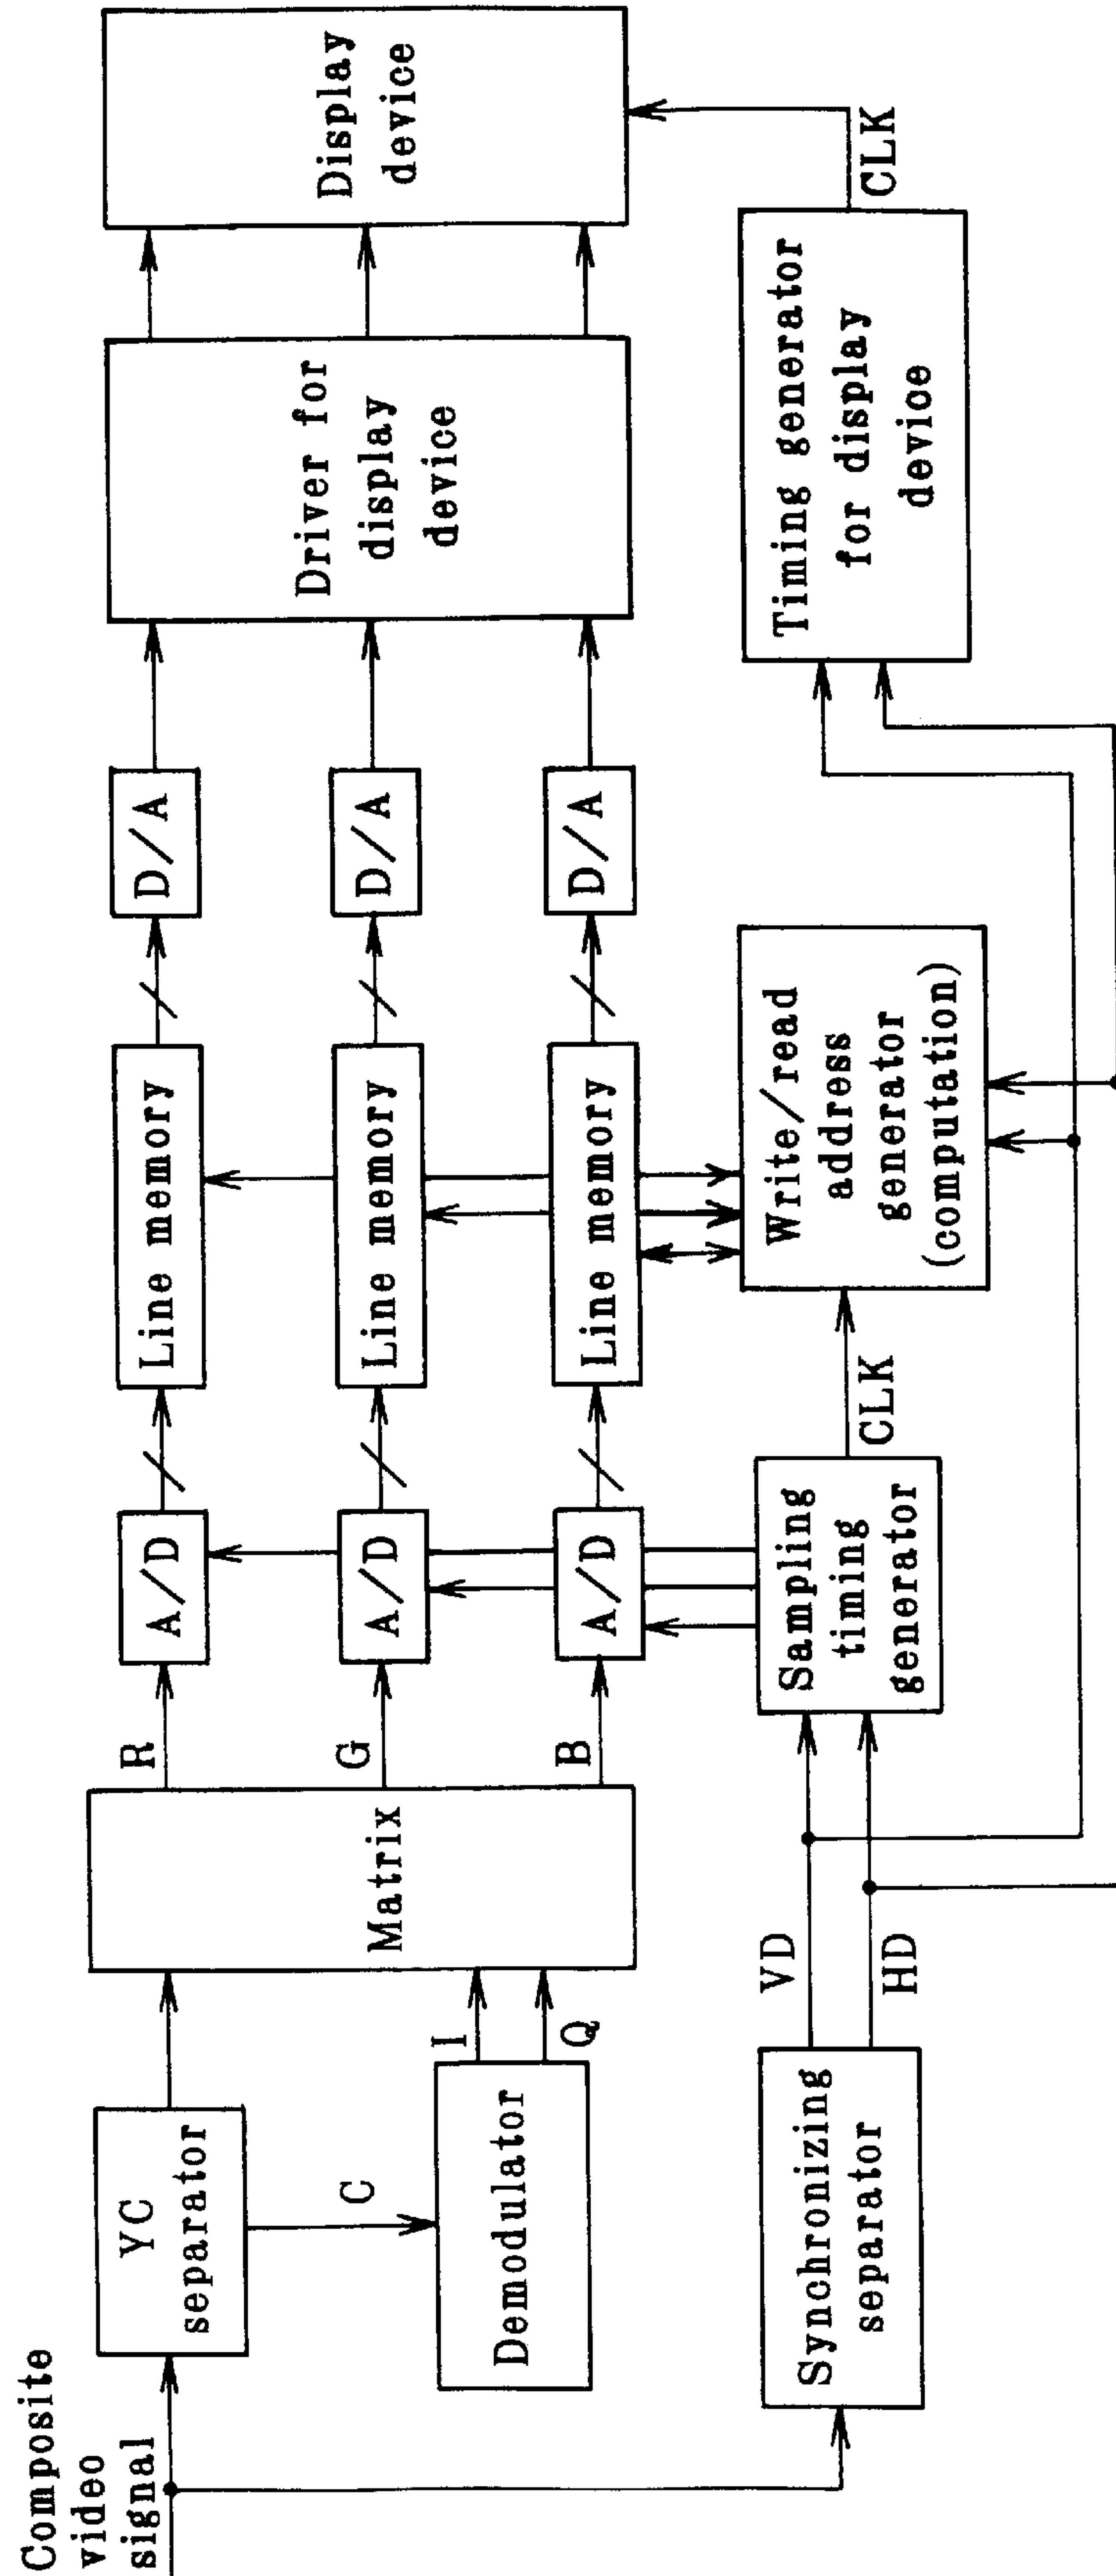 Composite
video
signal
YC
separator
C
Demodulator
I
Q
Matrix
R
G
B
A/D
A/D
A/D
Line memory
Line memory
Line memory
D/A
D/A
D/A
Driver for
display
device
Display
device
Synchronizing
separator
VD
HD
Sampling
timing
generator
CLK
Write/read
address
generator
(computation)
Timing generator
for display
device
CLK